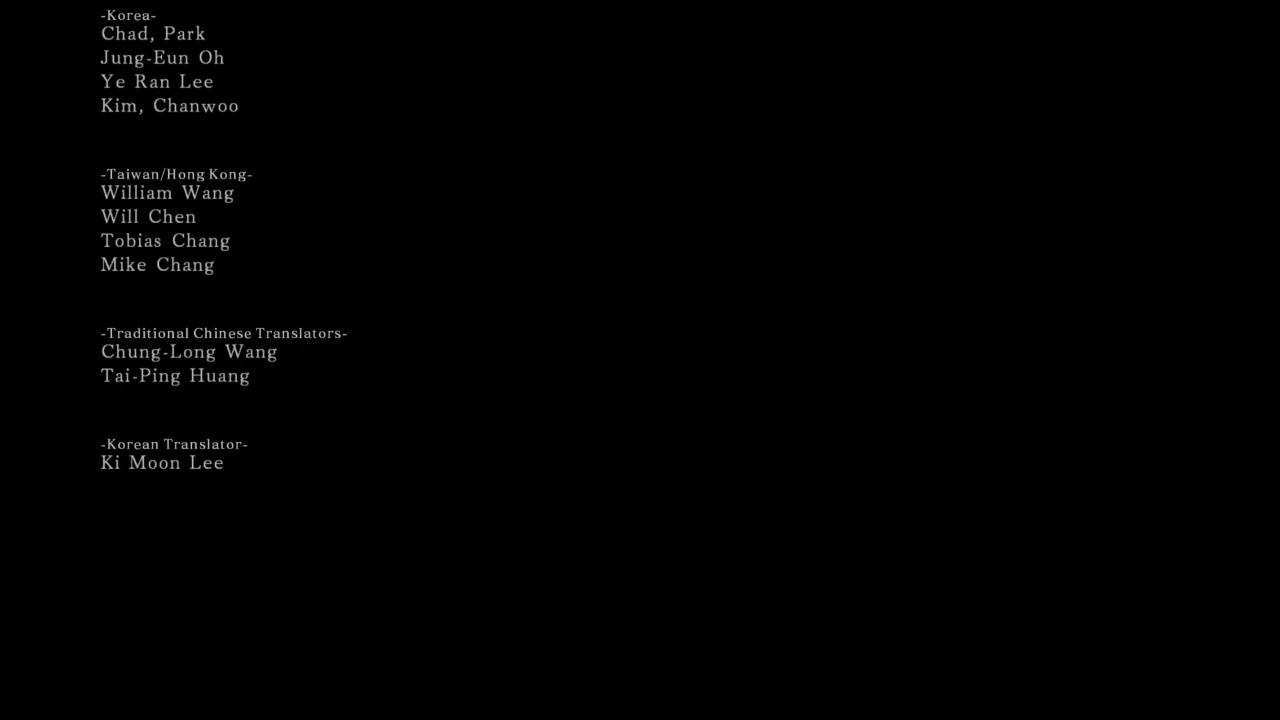 -Korea-
Chad, Park
Jung-Eun Oh
Ye Ran Lee
Kim, Chanwoo
-Taiwan/Hong Kong-
William Wang
Will Chen
Tobias Chang
Mike Chang
-Traditional Chinese Translators-
Chung-Long Wang
Tai-Ping Huang
-Korean Translator-
Ki Moon Lee